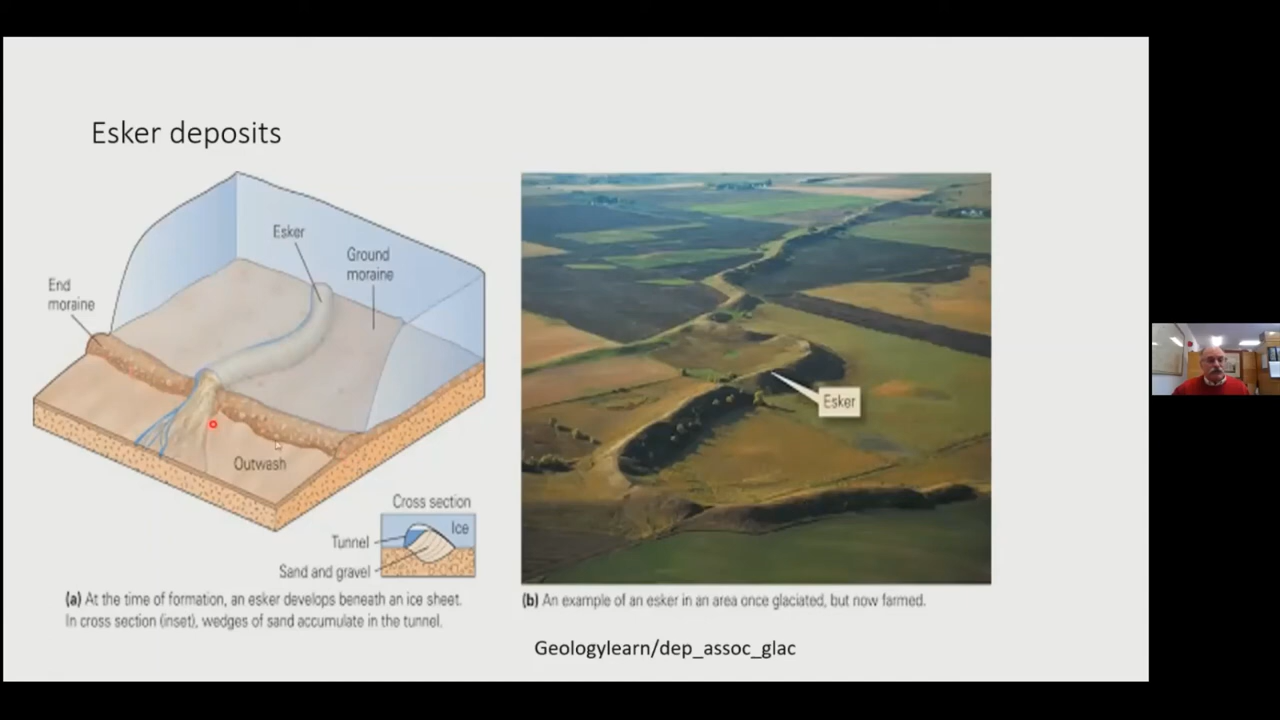 Esker deposits
Esker
Ground
moraine
End
moraine
Outwash
Cross section
Ice
Tunnel
Sand and gravel
(a) At the time of formation, an esker develops beneath an ice sheet.
In cross section (inset), wedges of sand accumulate in the tunnel.
Esker
(b) An example of an esker in an area once glaciated, but now farmed.
Geologylearn/dep_assoc_glac